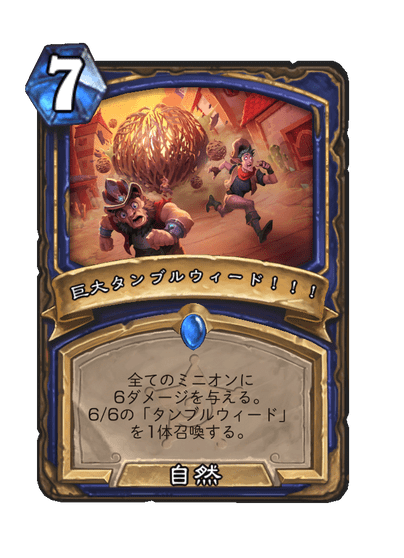 7
巨大タンブルウィード！！！
全てのミニオンに
6ダメージを与える。
6/6の「タンブルウィード」
を1体召喚する。
自然